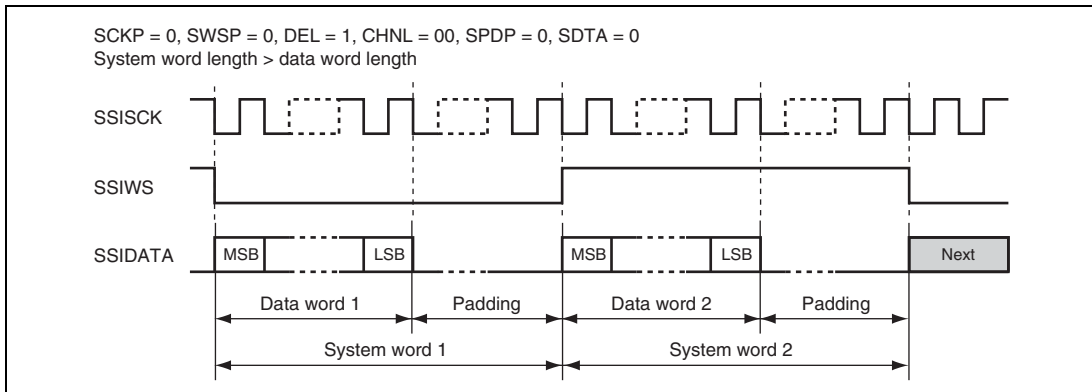 SCKP = 0, SWSP = 0, DEL = 1, CHNL = 00, SPDP = 0, SDTA = 0
System word length > data word length
SSISCK
SSIWS
SSIDATA
MSB
LSB
MSB
LSB
Next
Data word 1
Padding
Data word 2
Padding
System word 1
System word 2